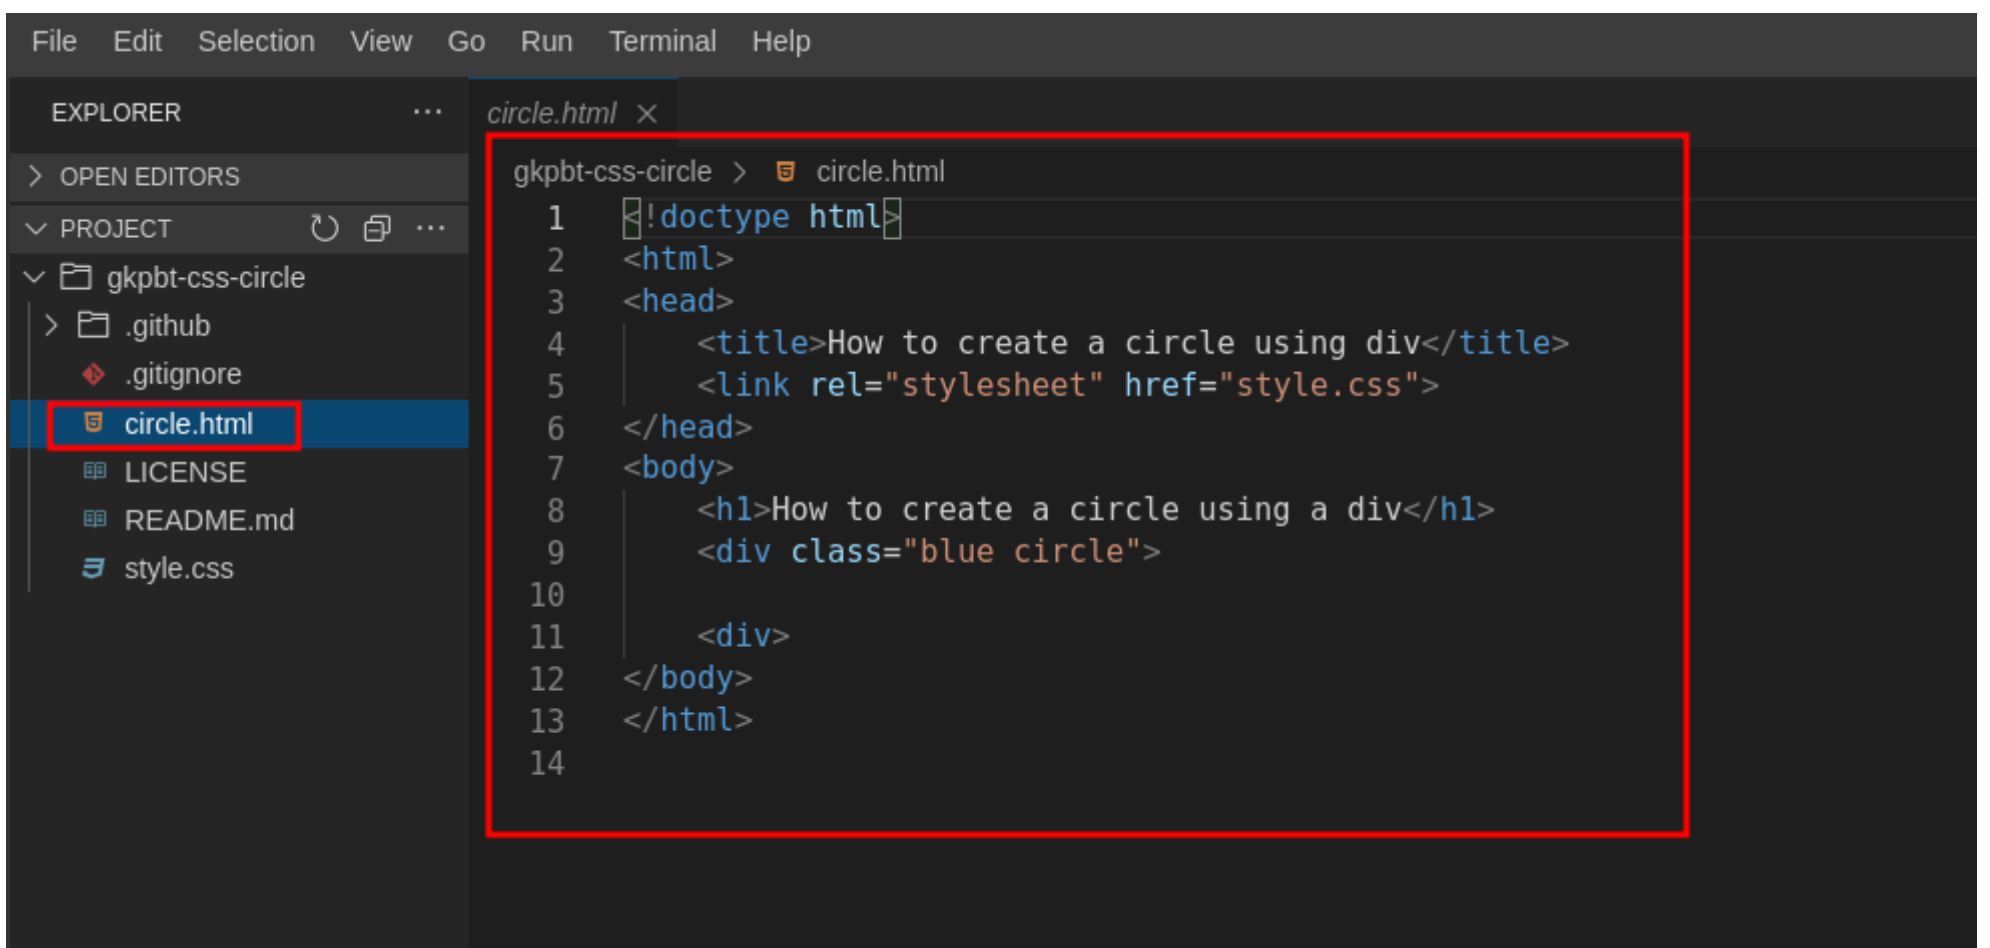 File Edit Selection View Go Run Terminal Help
EXPLORER ···
OPEN EDITORS
PROJECT ···
gkpbt-css-circle
.github
.gitignore
circle.html
LICENSE
README.md
style.css
circle.html
gkpbt-css-circle > circle.html
1 <!doctype html>
2 <html>
3 <head>
4     <title>How to create a circle using div</title>
5     <link rel="stylesheet" href="style.css">
6 </head>
7 <body>
8     <h1>How to create a circle using a div</h1>
9     <div class="blue circle">
10
11     <div>
12 </body>
13 </html>
14